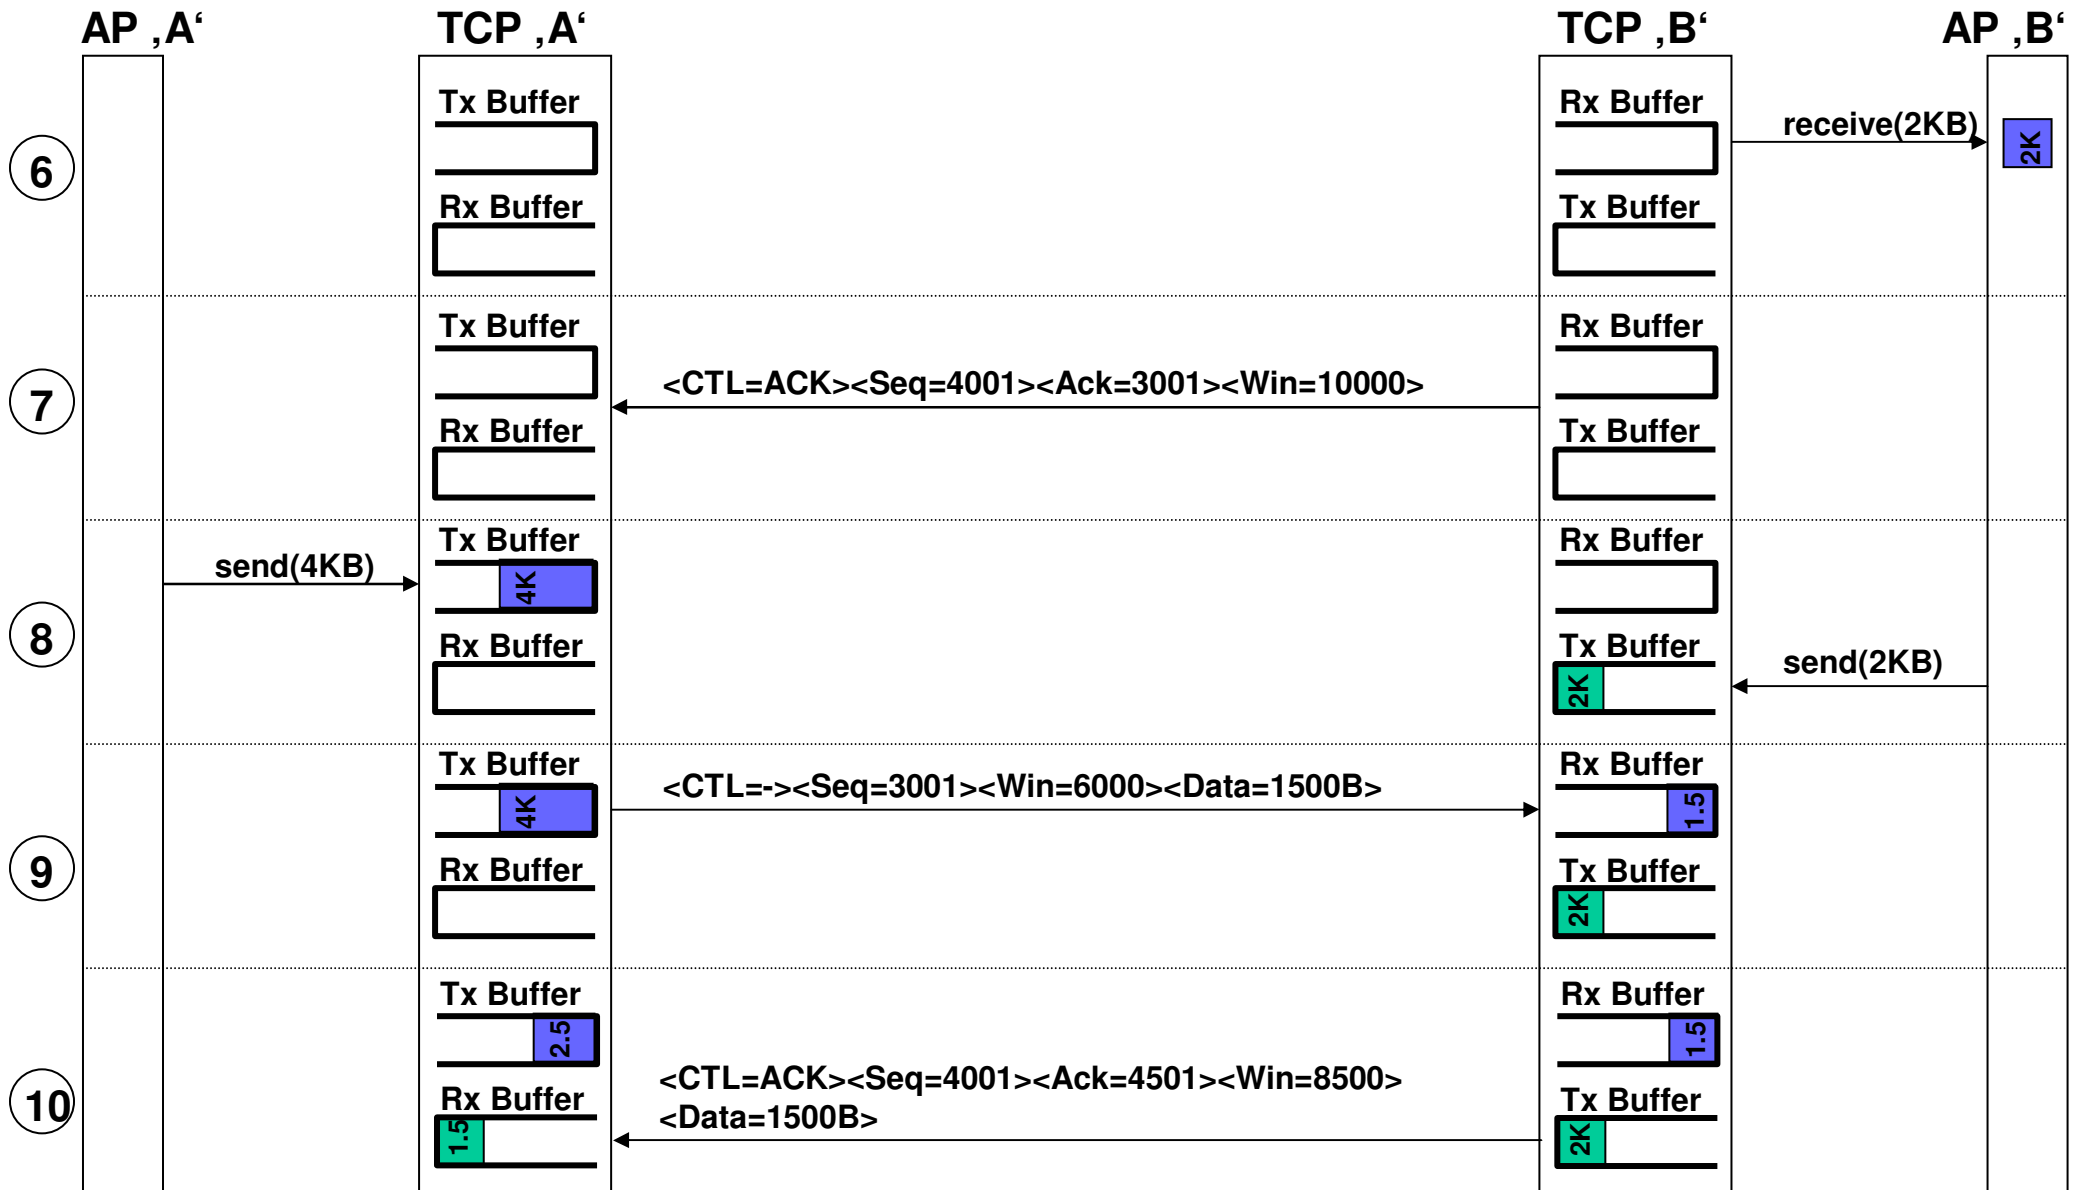 AP ‚A‘
TCP ‚A‘
TCP ‚B‘
AP ‚B‘
6
Tx Buffer
Rx Buffer
Rx Buffer
Tx Buffer
receive(2KB)
2K
7
Tx Buffer
Rx Buffer
<CTL=ACK><Seq=4001><Ack=3001><Win=10000>
Rx Buffer
Tx Buffer
8
send(4KB)
Tx Buffer
4K
Rx Buffer
Rx Buffer
Tx Buffer
2K
send(2KB)
9
Tx Buffer
4K
Rx Buffer
<CTL=-><Seq=3001><Win=6000><Data=1500B>
Rx Buffer
1.5
Tx Buffer
2K
10
Tx Buffer
2.5
Rx Buffer
1.5
<CTL=ACK><Seq=4001><Ack=4501><Win=8500>
<Data=1500B>
Rx Buffer
1.5
Tx Buffer
2K